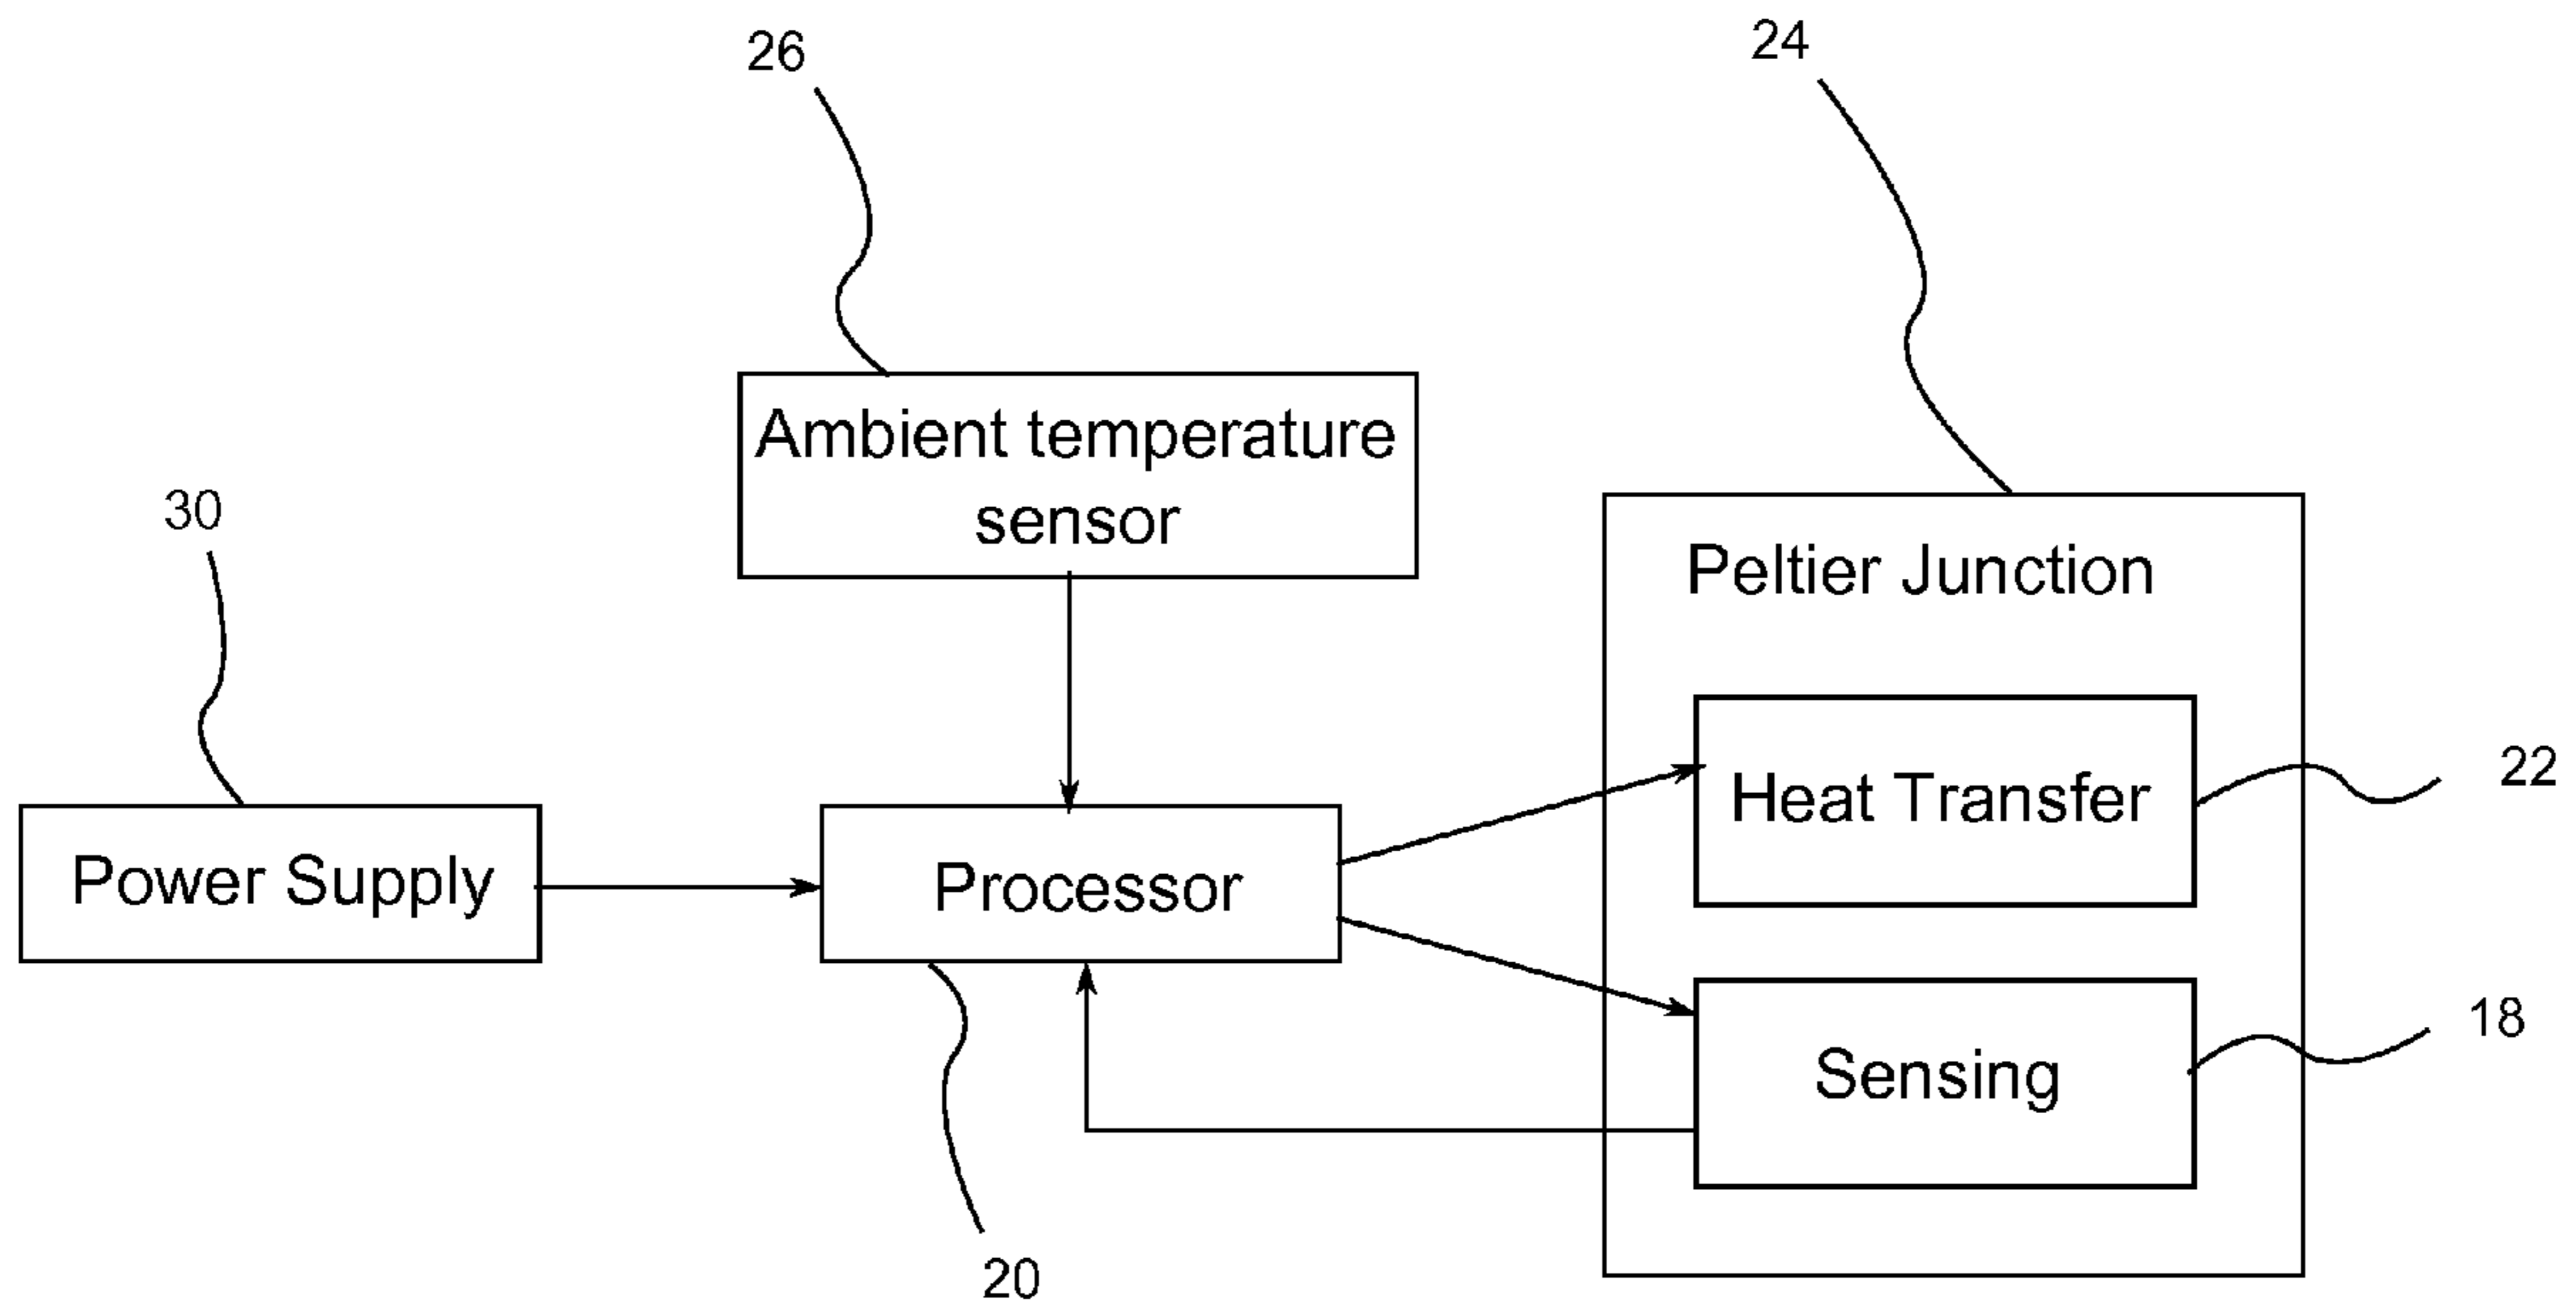 26
24
Ambient temperature
sensor
30
Peltier Junction
22
Heat Transfer
Power Supply
Processor
18
Sensing
20